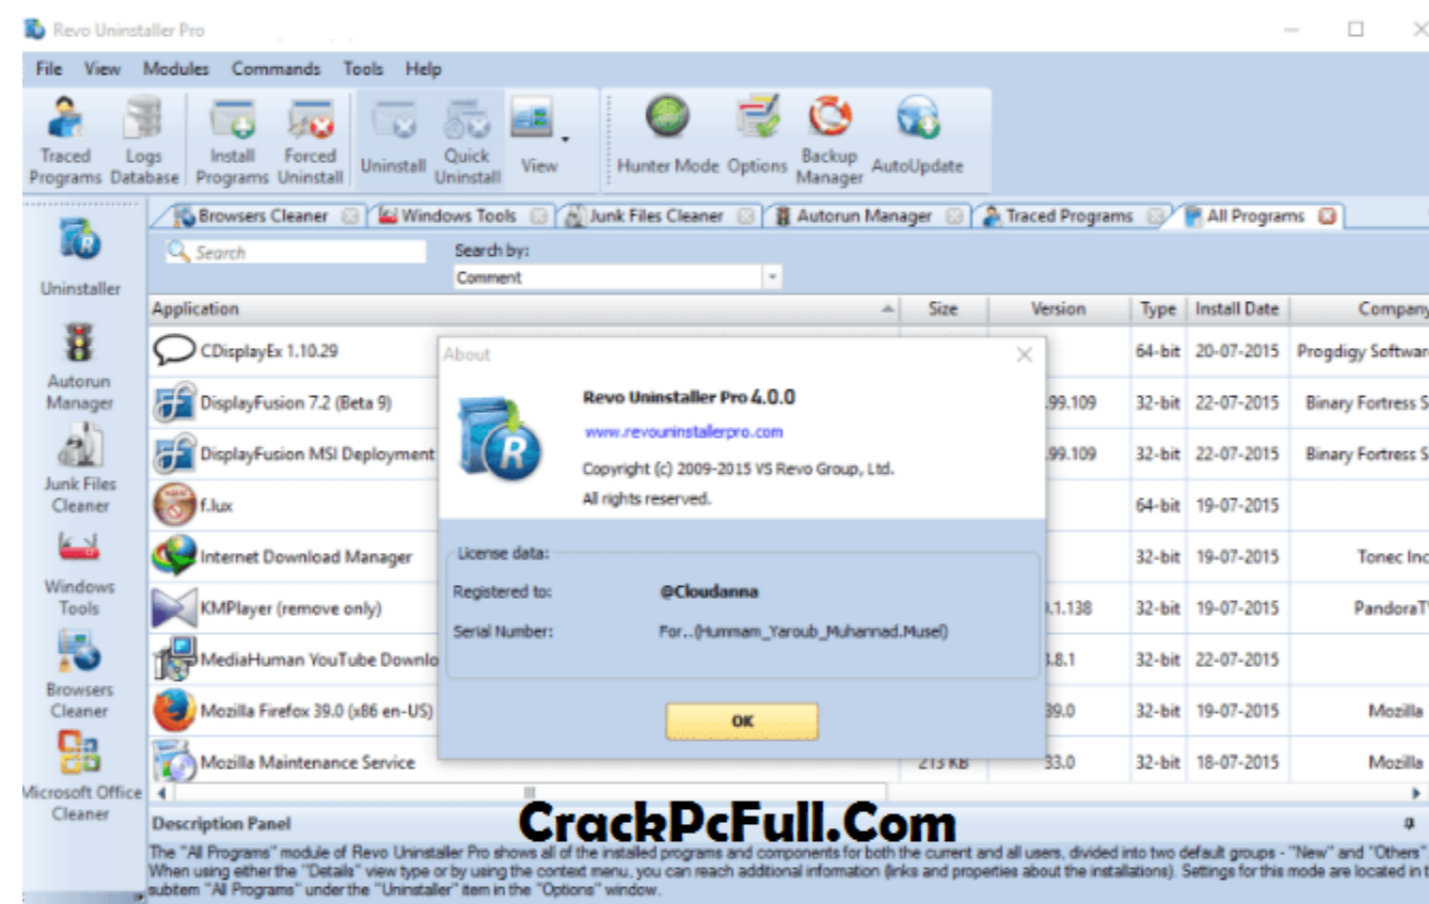 Revo Uninstaller Pro
File View Modules Commands Tools Help
Traced Programs
Logs Database
Install Programs
Forced Uninstall
Uninstall
Quick Uninstall
View
Hunter Mode
Options
Backup Manager
AutoUpdate
Browsers Cleaner
Windows Tools
Junk Files Cleaner
Autorun Manager
Traced Programs
All Programs
Search
Search by:
Comment
Uninstaller
Autorun Manager
Junk Files Cleaner
Windows Tools
Browsers Cleaner
Microsoft Office Cleaner
Application Size Version Type Install Date Company
CDisplayEx 1.10.29 64-bit 20-07-2015 Progdigy Softwar
DisplayFusion 7.2 (Beta 9) .99.109 32-bit 22-07-2015 Binary Fortress S
DisplayFusion MSI Deployment .99.109 32-bit 22-07-2015 Binary Fortress S
f.lux 64-bit 19-07-2015
Internet Download Manager 32-bit 19-07-2015 Tonec Inc
KMPlayer (remove only) .1.138 32-bit 19-07-2015 PandoraT
MediaHuman YouTube Downlo .8.1 32-bit 22-07-2015
Mozilla Firefox 39.0 (x86 en-US) 39.0 32-bit 19-07-2015 Mozilla
Mozilla Maintenance Service 213 KB 33.0 32-bit 18-07-2015 Mozilla
About
Revo Uninstaller Pro 4.0.0
www.revouninstallerpro.com
Copyright (c) 2009-2015 VS Revo Group, Ltd.
All rights reserved.
License data:
Registered to: @Cloudanna
Serial Number: For..(Hummam_Yaroub_Muhannad.Musel)
OK
CrackPcFull.Com
Description Panel
The "All Programs" module of Revo Uninstaller Pro shows all of the installed programs and components for both the current and all users, divided into two default groups - "New" and "Others"
When using either the "Details" view type or by using the context menu, you can reach additional information (links and properties about the installations). Settings for this mode are located in t
subitem "All Programs" under the "Uninstaller" item in the "Options" window.